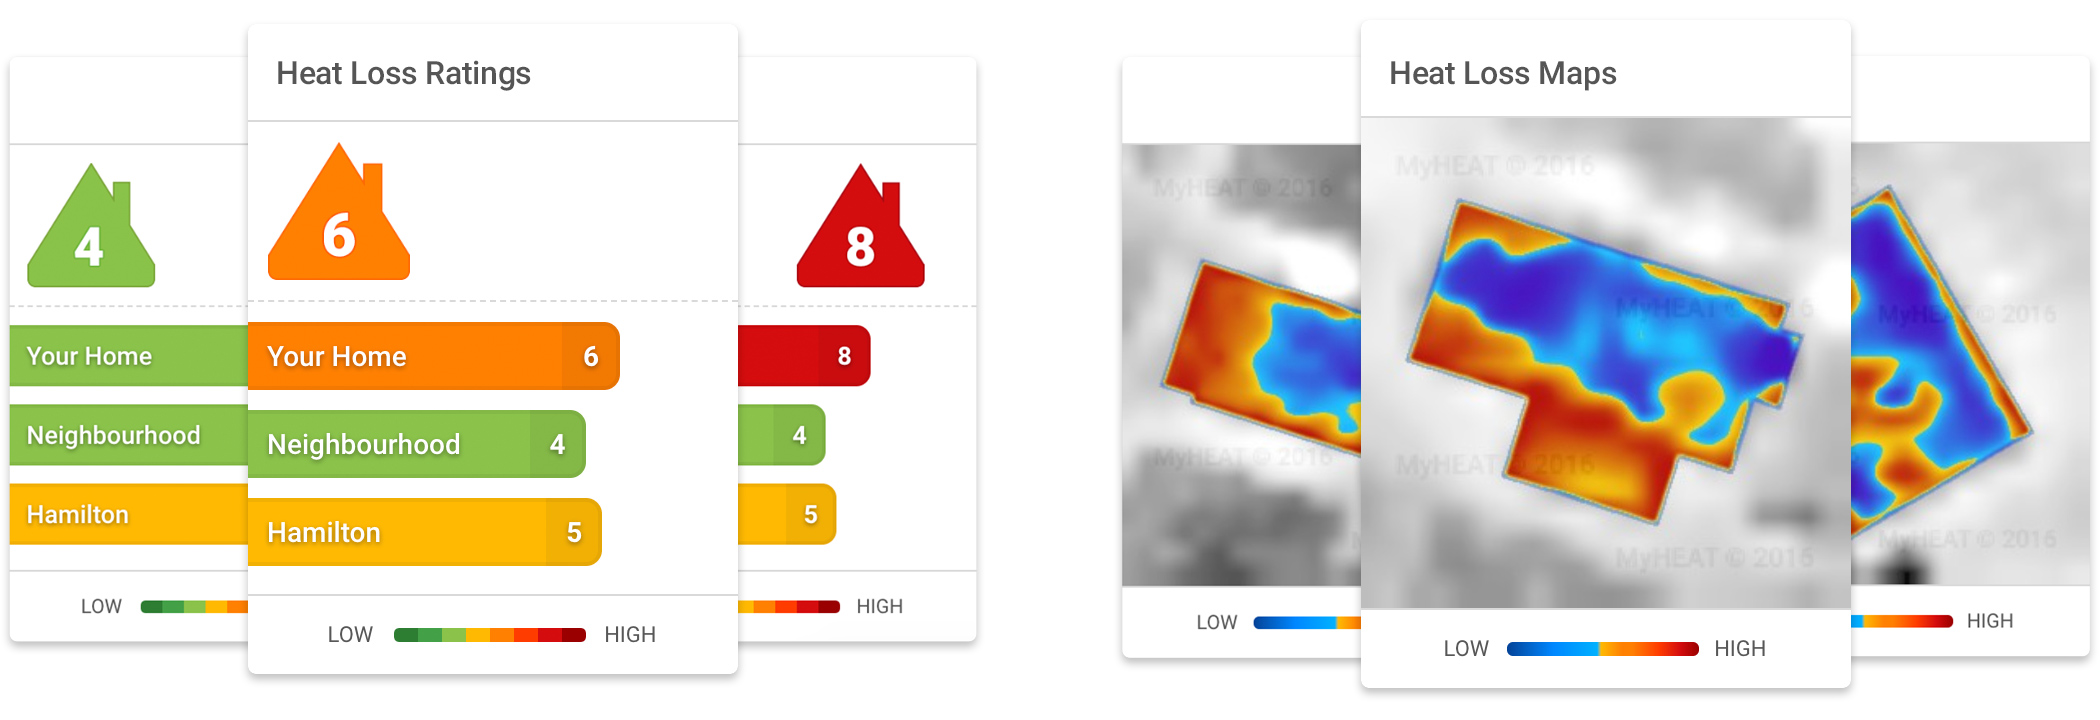 Heat Loss Ratings
4
6
8
Your Home
Your Home 6
8
Neighbourhood
Neighbourhood 4
4
Hamilton
Hamilton 5
5
LOW
LOW HIGH
HIGH
Heat Loss Maps
MyHEAT © 2016
MyHEAT © 2016
MyHEAT © 2016
MyHEAT © 2016
MyHEAT © 2016
MyHEAT © 2016
MyHEAT © 2016
MyHEAT © 2016
MyHEAT © 2016
LOW
LOW HIGH
HIGH